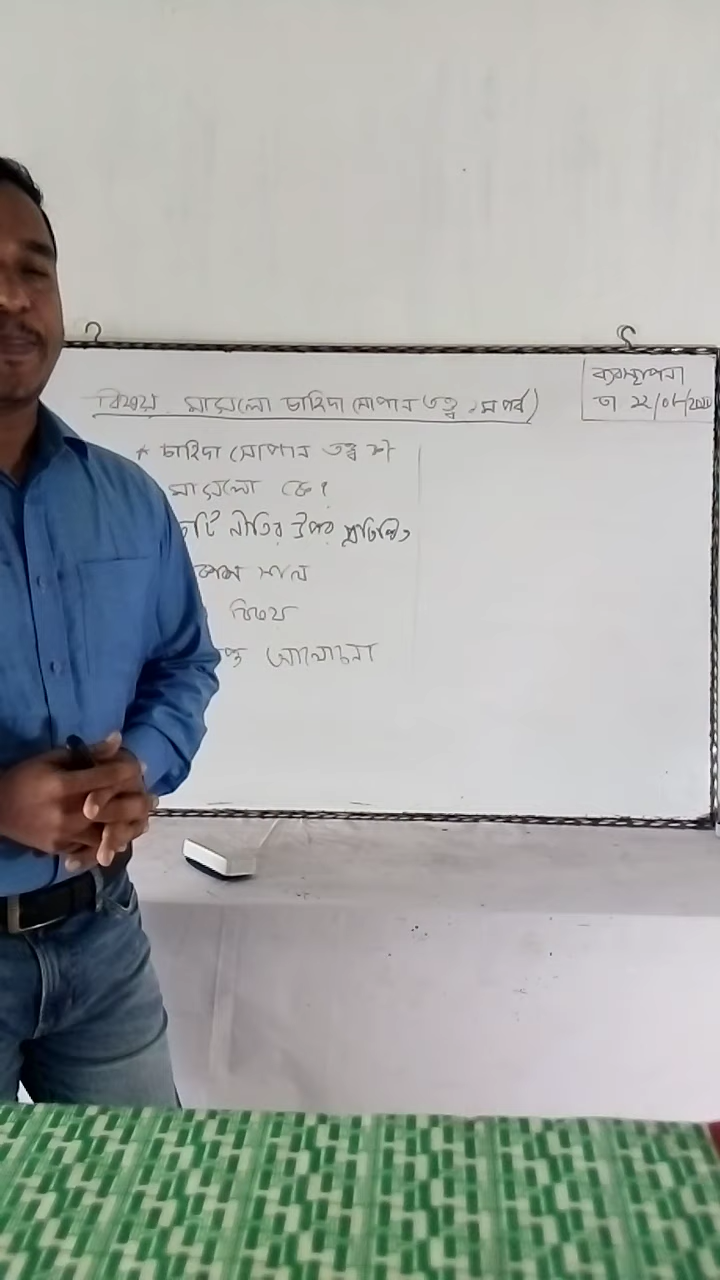 বিষয়: মাসলো চাহিদা সোপান তত্ত্ব ১ম পর্ব)
ব্যবস্থাপনা
তা ২২/০৮/২০২০
* চাহিদা সোপান তত্ত্ব কী
মাসলো কে?
টি নীতির উপর প্রতিষ্ঠিত
কাল
বিষয়
আলোচনা